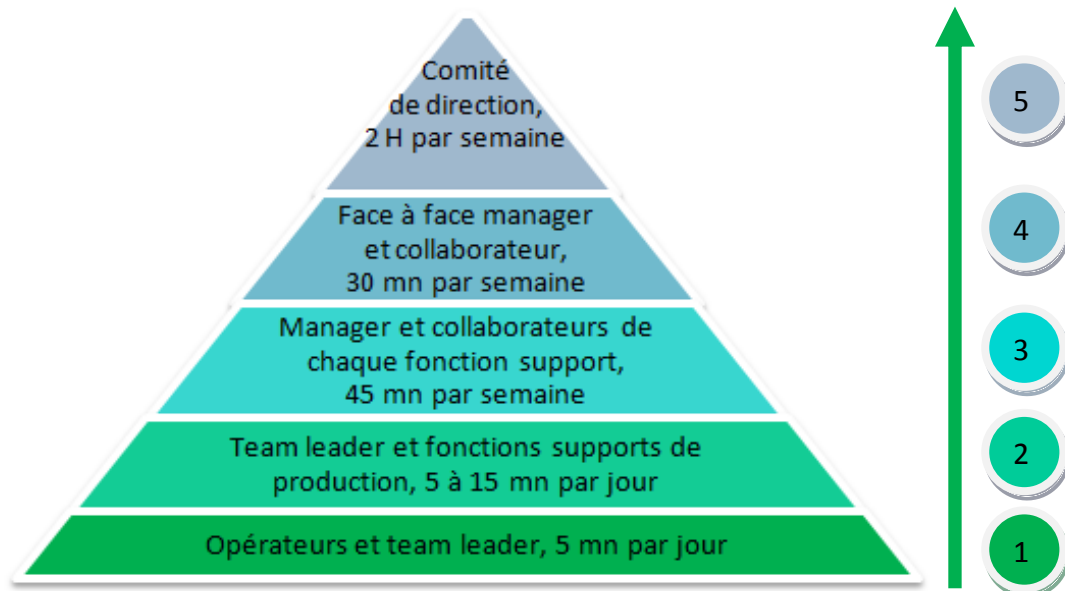 Comité
de direction,
2 H par semaine
5
Face à face manager
et collaborateur,
30 mn par semaine
4
Manager et collaborateurs de
chaque fonction support,
45 mn par semaine
3
Team leader et fonctions supports de
production, 5 à 15 mn par jour
2
Opérateurs et team leader, 5 mn par jour
1